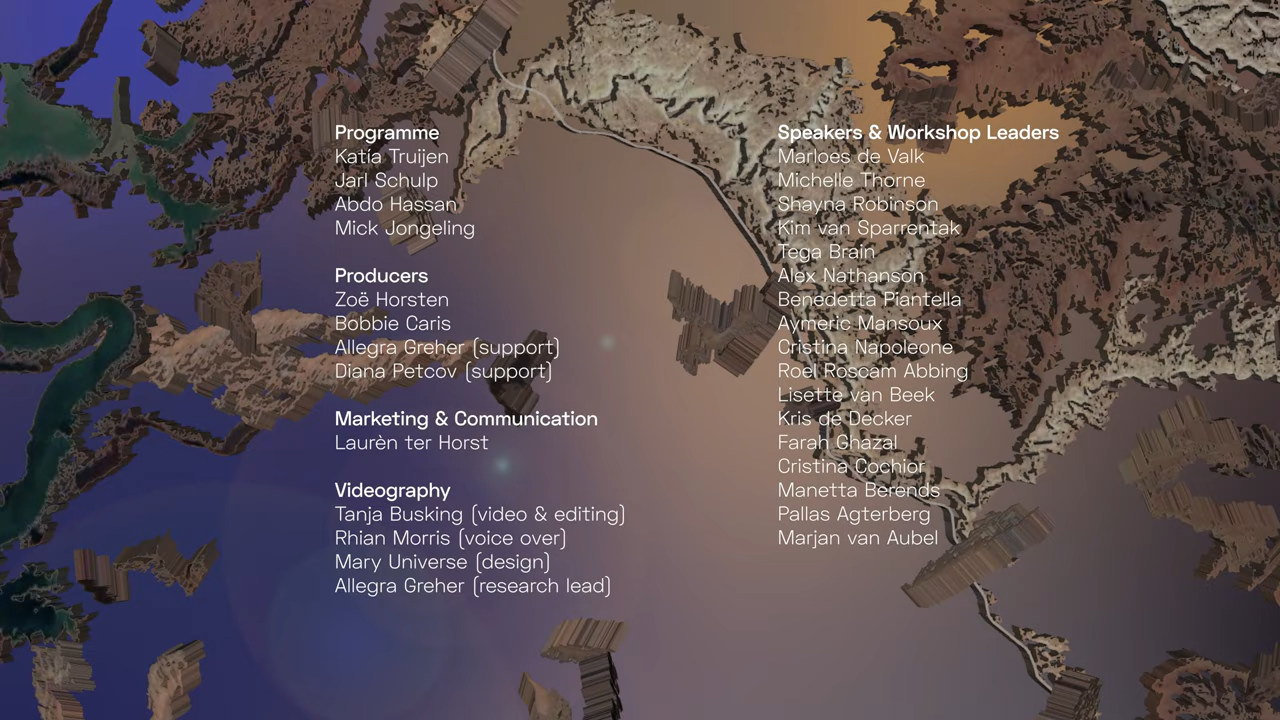 Programme
Katía Truijen
Jarl Schulp
Abdo Hassan
Mick Jongeling
Producers
Zoë Horsten
Bobbie Caris
Allegra Greher (support)
Diana Petcov (support)
Marketing & Communication
Laurèn ter Horst
Videography
Tanja Busking (video & editing)
Rhian Morris (voice over)
Mary Universe (design)
Allegra Greher (research lead)
Speakers & Workshop Leaders
Marloes de Valk
Michelle Thorne
Shayna Robinson
Kim van Sparrentak
Tega Brain
Alex Nathanson
Benedetta Piantella
Aymeric Mansoux
Cristina Napoleone
Roel Roscam Abbing
Lisette van Beek
Kris de Decker
Farah Ghazal
Cristina Cochior
Manetta Berends
Pallas Agterberg
Marjan van Aubel